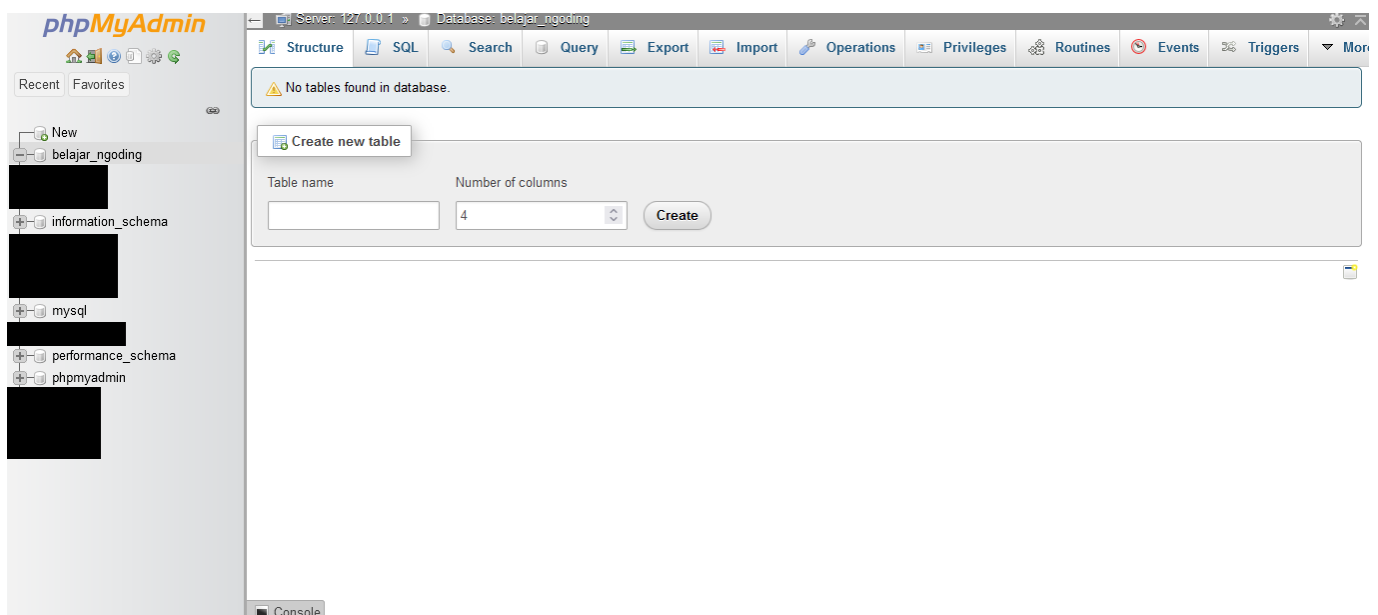 phpMyAdmin
Recent Favorites
New
belajar_ngoding
information_schema
mysql
performance_schema
phpmyadmin
Server: 127.0.0.1 » Database: belajar_ngoding
Structure SQL Search Query Export Import Operations Privileges Routines Events Triggers More
No tables found in database.
Create new table
Table name Number of columns
4 Create
Console